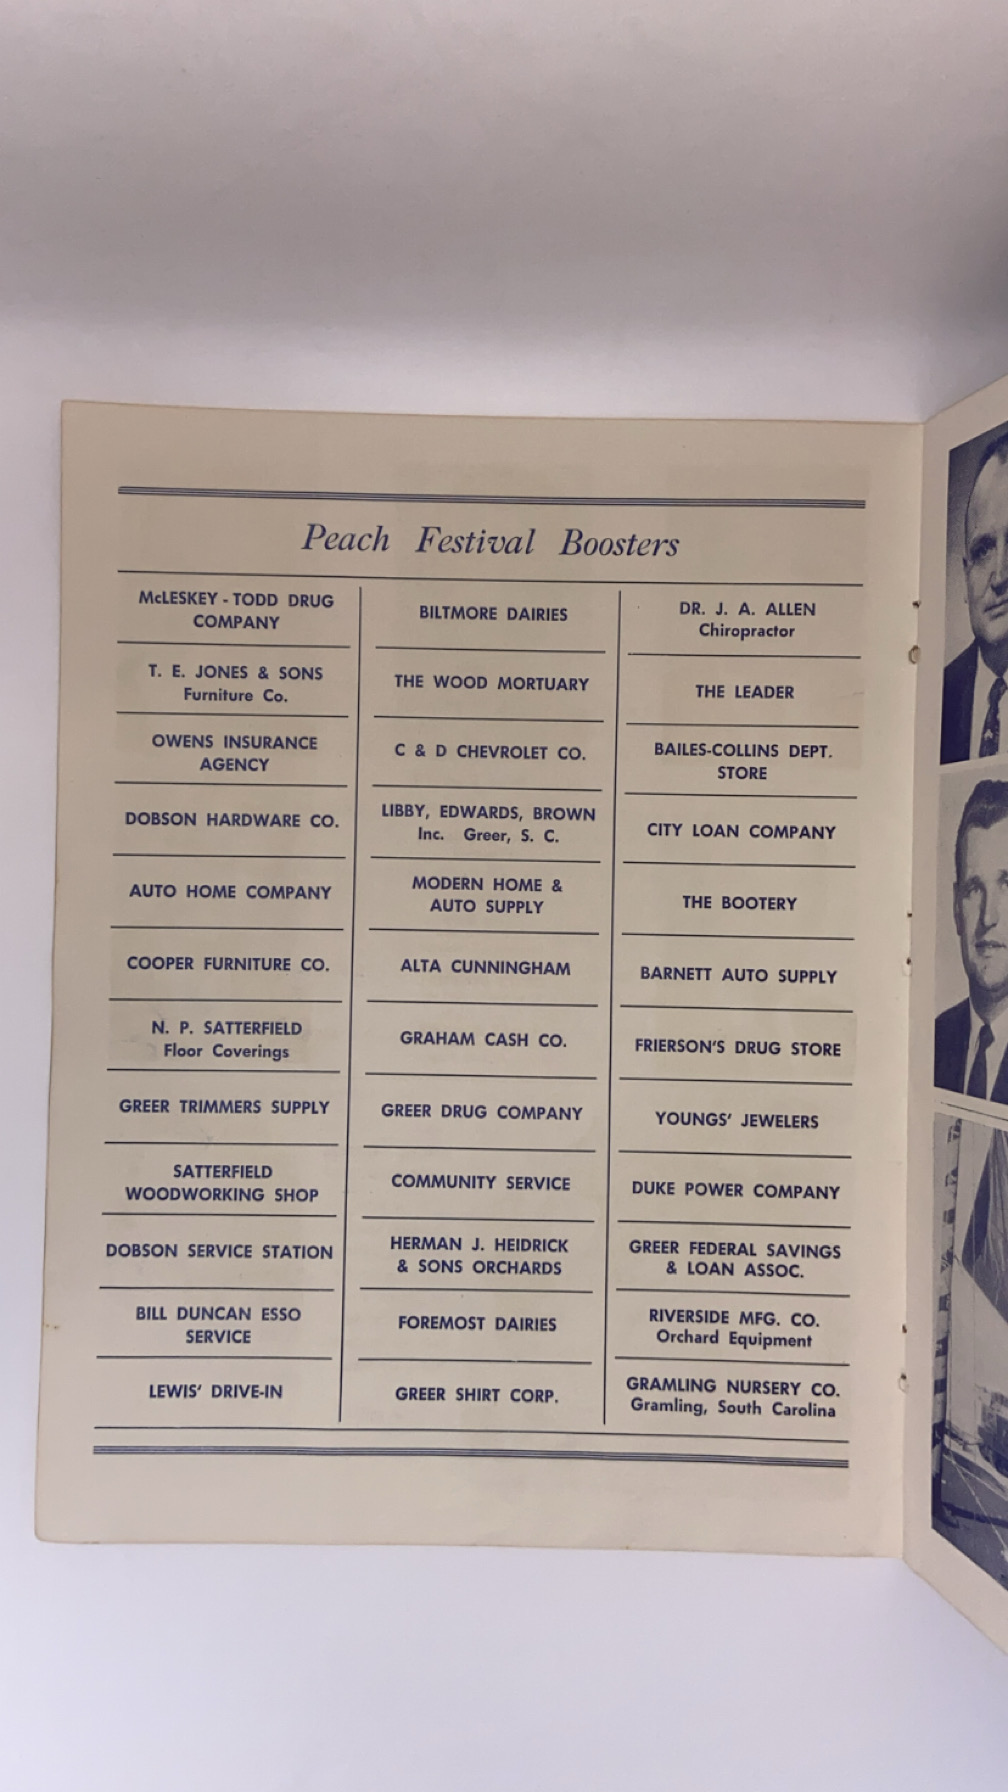 Peach Festival Boosters
McLESKEY - TODD DRUG
COMPANY
T. E. JONES & SONS
Furniture Co.
OWENS INSURANCE
AGENCY
DOBSON HARDWARE CO.
AUTO HOME COMPANY
COOPER FURNITURE CO.
N. P. SATTERFIELD
Floor Coverings
GREER TRIMMERS SUPPLY
SATTERFIELD
WOODWORKING SHOP
DOBSON SERVICE STATION
BILL DUNCAN ESSO
SERVICE
LEWIS' DRIVE-IN
BILTMORE DAIRIES
THE WOOD MORTUARY
C & D CHEVROLET CO.
LIBBY, EDWARDS, BROWN
Inc. Greer, S. C.
MODERN HOME &
AUTO SUPPLY
ALTA CUNNINGHAM
GRAHAM CASH CO.
GREER DRUG COMPANY
COMMUNITY SERVICE
HERMAN J. HEIDRICK
& SONS ORCHARDS
FOREMOST DAIRIES
GREER SHIRT CORP.
DR. J. A. ALLEN
Chiropractor
THE LEADER
BAILES-COLLINS DEPT.
STORE
CITY LOAN COMPANY
THE BOOTERY
BARNETT AUTO SUPPLY
FRIERSON'S DRUG STORE
YOUNGS' JEWELERS
DUKE POWER COMPANY
GREER FEDERAL SAVINGS
& LOAN ASSOC.
RIVERSIDE MFG. CO.
Orchard Equipment
GRAMLING NURSERY CO.
Gramling, South Carolina